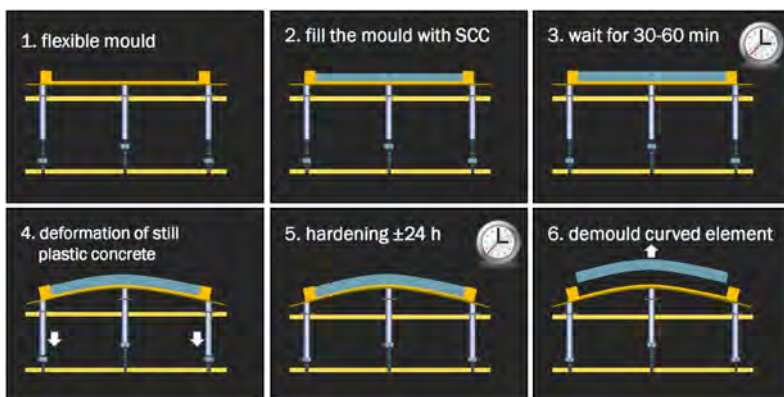 1. flexible mould
2. fill the mould with SCC
3. wait for 30-60 min
4. deformation of still
plastic concrete
5. hardening ±24 h
6. demould curved element